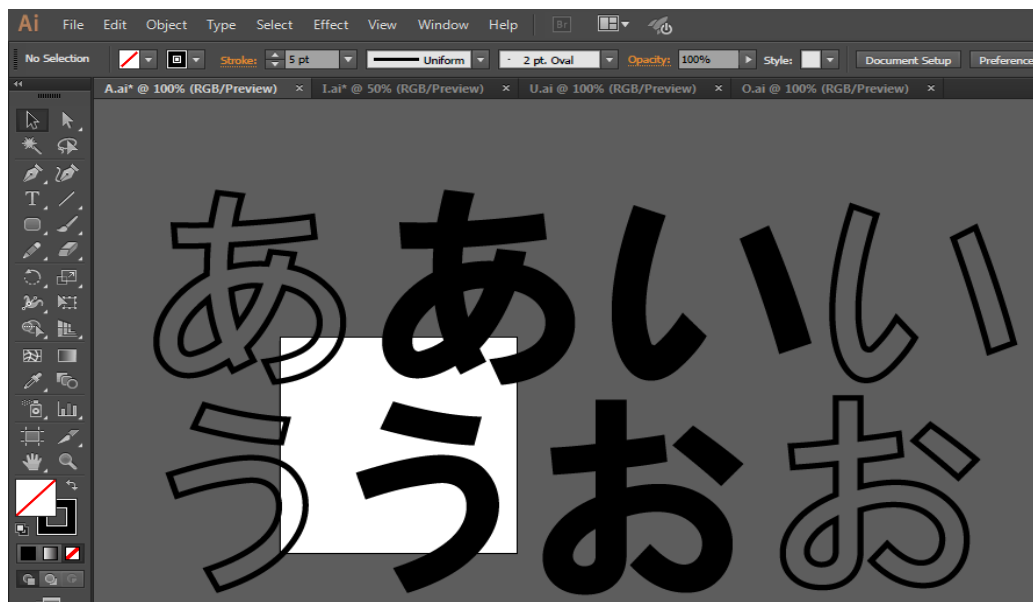 Ai File Edit Object Type Select Effect View Window Help Br
No Selection Stroke: 5 pt Uniform 2 pt. Oval Opacity: 100% Style: Document Setup Preference
A.ai* @ 100% (RGB/Preview) × I.ai* @ 50% (RGB/Preview) × U.ai @ 100% (RGB/Preview) × O.ai @ 100% (RGB/Preview) ×
T
ああいい
ううおお